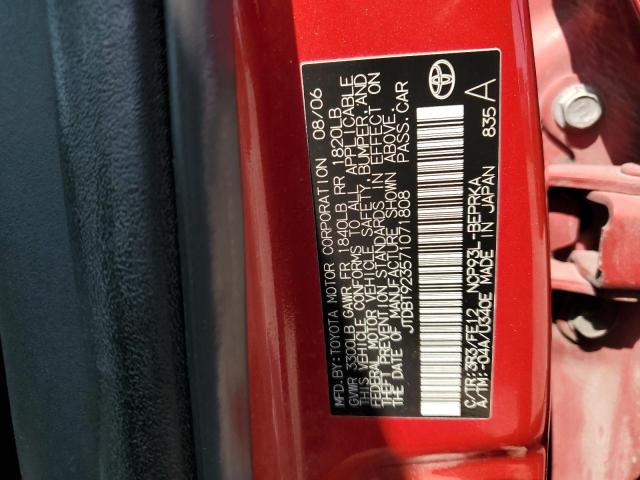 MFD.BY:TOYOTA MOTOR CORPORATION 08/06
GVWR 3300LB GAWR FR 1840LB RR 1820LB
THIS VEHICLE CONFORMS TO ALL APPLICABLE
FEDERAL MOTOR VEHICLE SAFETY, BUMPER, AND
THEFT PREVENTION STANDARDS IN EFFECT ON
THE DATE OF MANUFACTURE SHOWN ABOVE.
JTDBT923571071808 PASS.CAR
C/TR:3R3/FE12 NCP93L-BEPRKA
A/TM:-04A/U340E MADE IN JAPAN 835 A